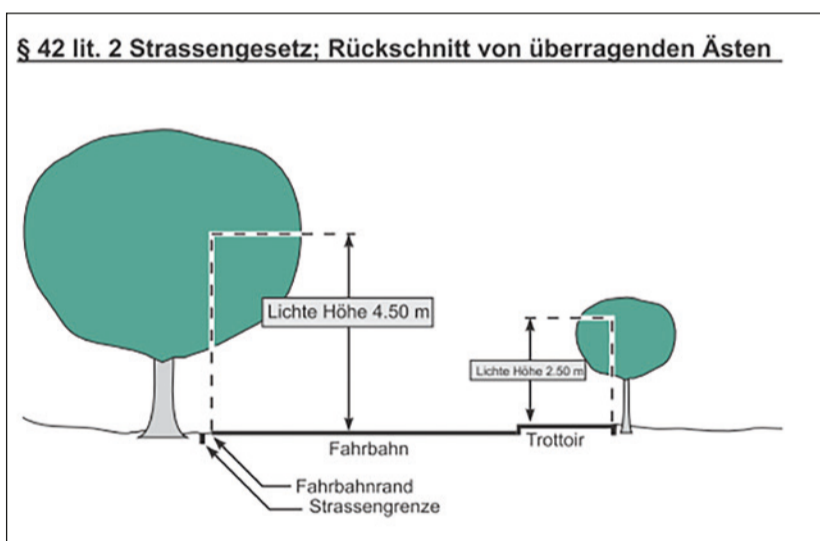 § 42 lit. 2 Strassengesetz; Rückschnitt von überragenden Ästen
Lichte Höhe 4.50 m
Lichte Höhe 2.50 m
Fahrbahn
Trottoir
Fahrbahnrand
Strassengrenze